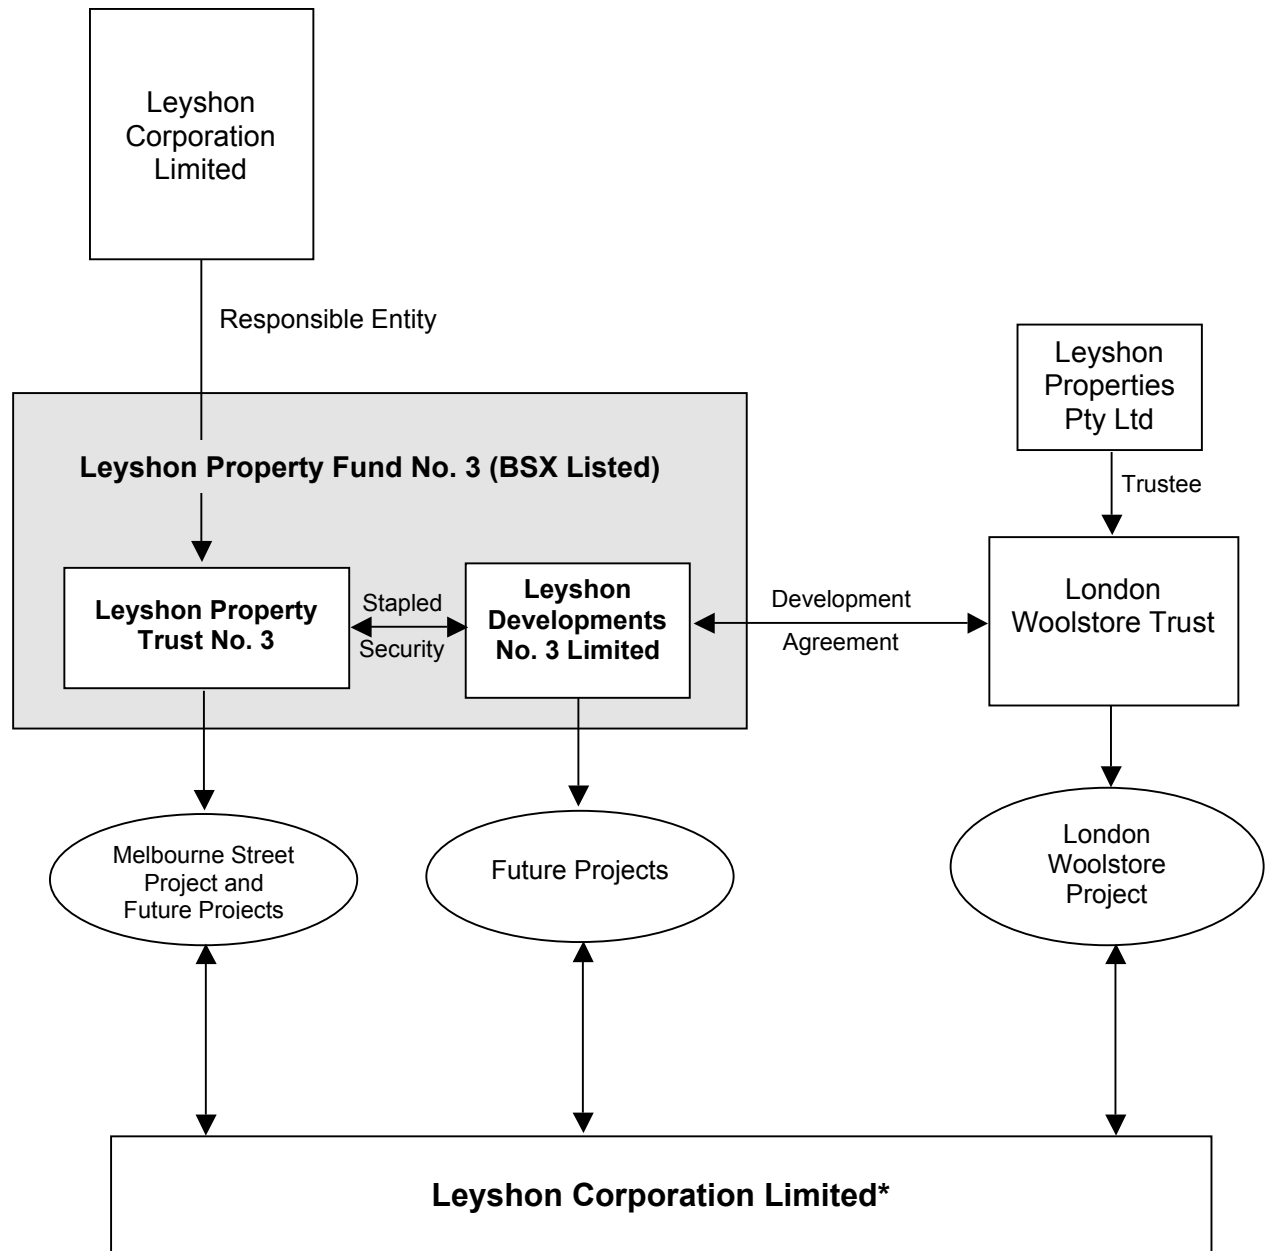 Leyshon
Corporation
Limited
Responsible Entity
Leyshon
Properties
Pty Ltd
Trustee
Leyshon Property Fund No. 3 (BSX Listed)
Leyshon Property
Trust No. 3
Stapled
Security
Leyshon
Developments
No. 3 Limited
Development
Agreement
London
Woolstore Trust
Melbourne Street
Project and
Future Projects
Future Projects
London
Woolstore
Project
Leyshon Corporation Limited*